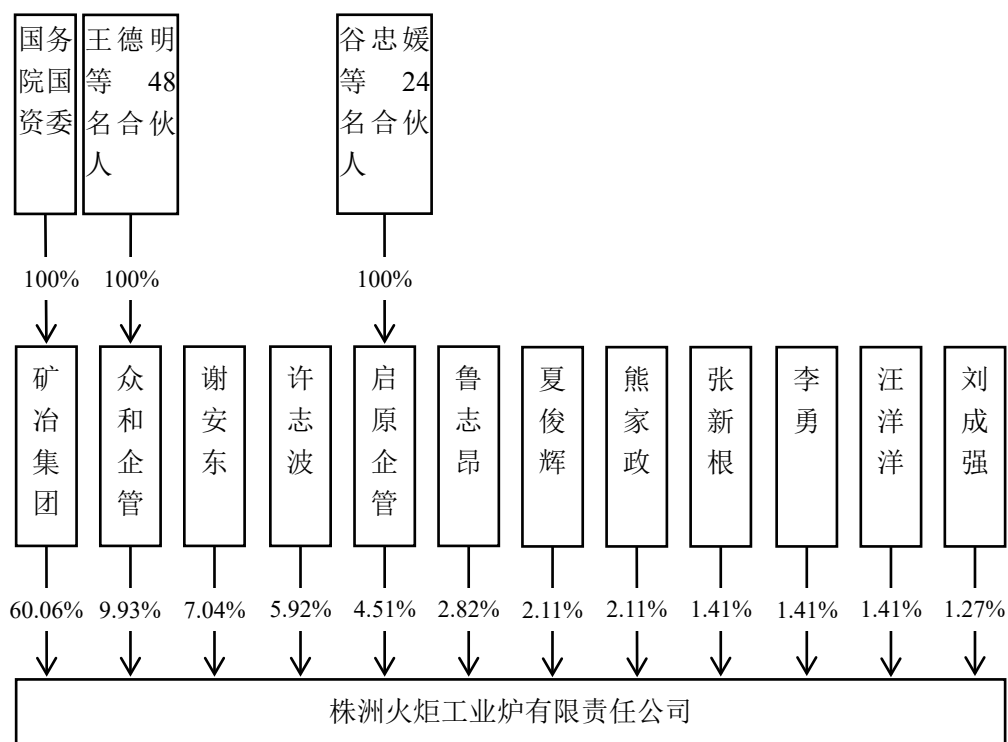 国务
院国
资委
王德明
等 48
名合伙
人
谷忠媛
等 24
名合伙
人
100%
100%
100%
矿冶集团
众和企管
谢安东
许志波
启原企管
鲁志昂
夏俊辉
熊家政
张新根
李勇
汪洋洋
刘成强
60.06%
9.93%
7.04%
5.92%
4.51%
2.82%
2.11%
2.11%
1.41%
1.41%
1.41%
1.27%
株洲火炬工业炉有限责任公司